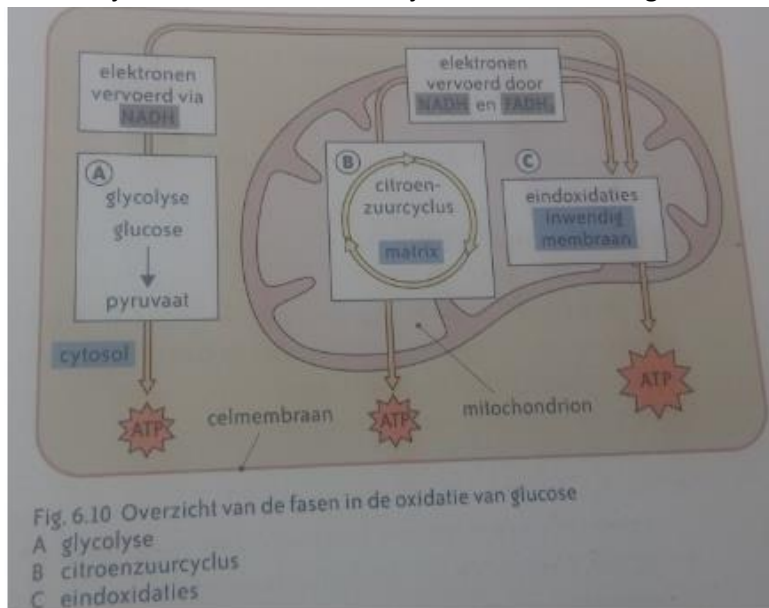 elektronen
vervoerd via
NADH
elektronen
vervoerd door
NADH en FADH₂
A
glycolyse
glucose
pyruvaat
B
citroen-
zuurcyclus
matrix
C
eindoxidaties
inwendig
membraan
cytosol
ATP
celmembraan
ATP
mitochondrion
ATP
Fig. 6.10 Overzicht van de fasen in de oxidatie van glucose
A glycolyse
B citroenzuurcyclus
C eindoxidaties